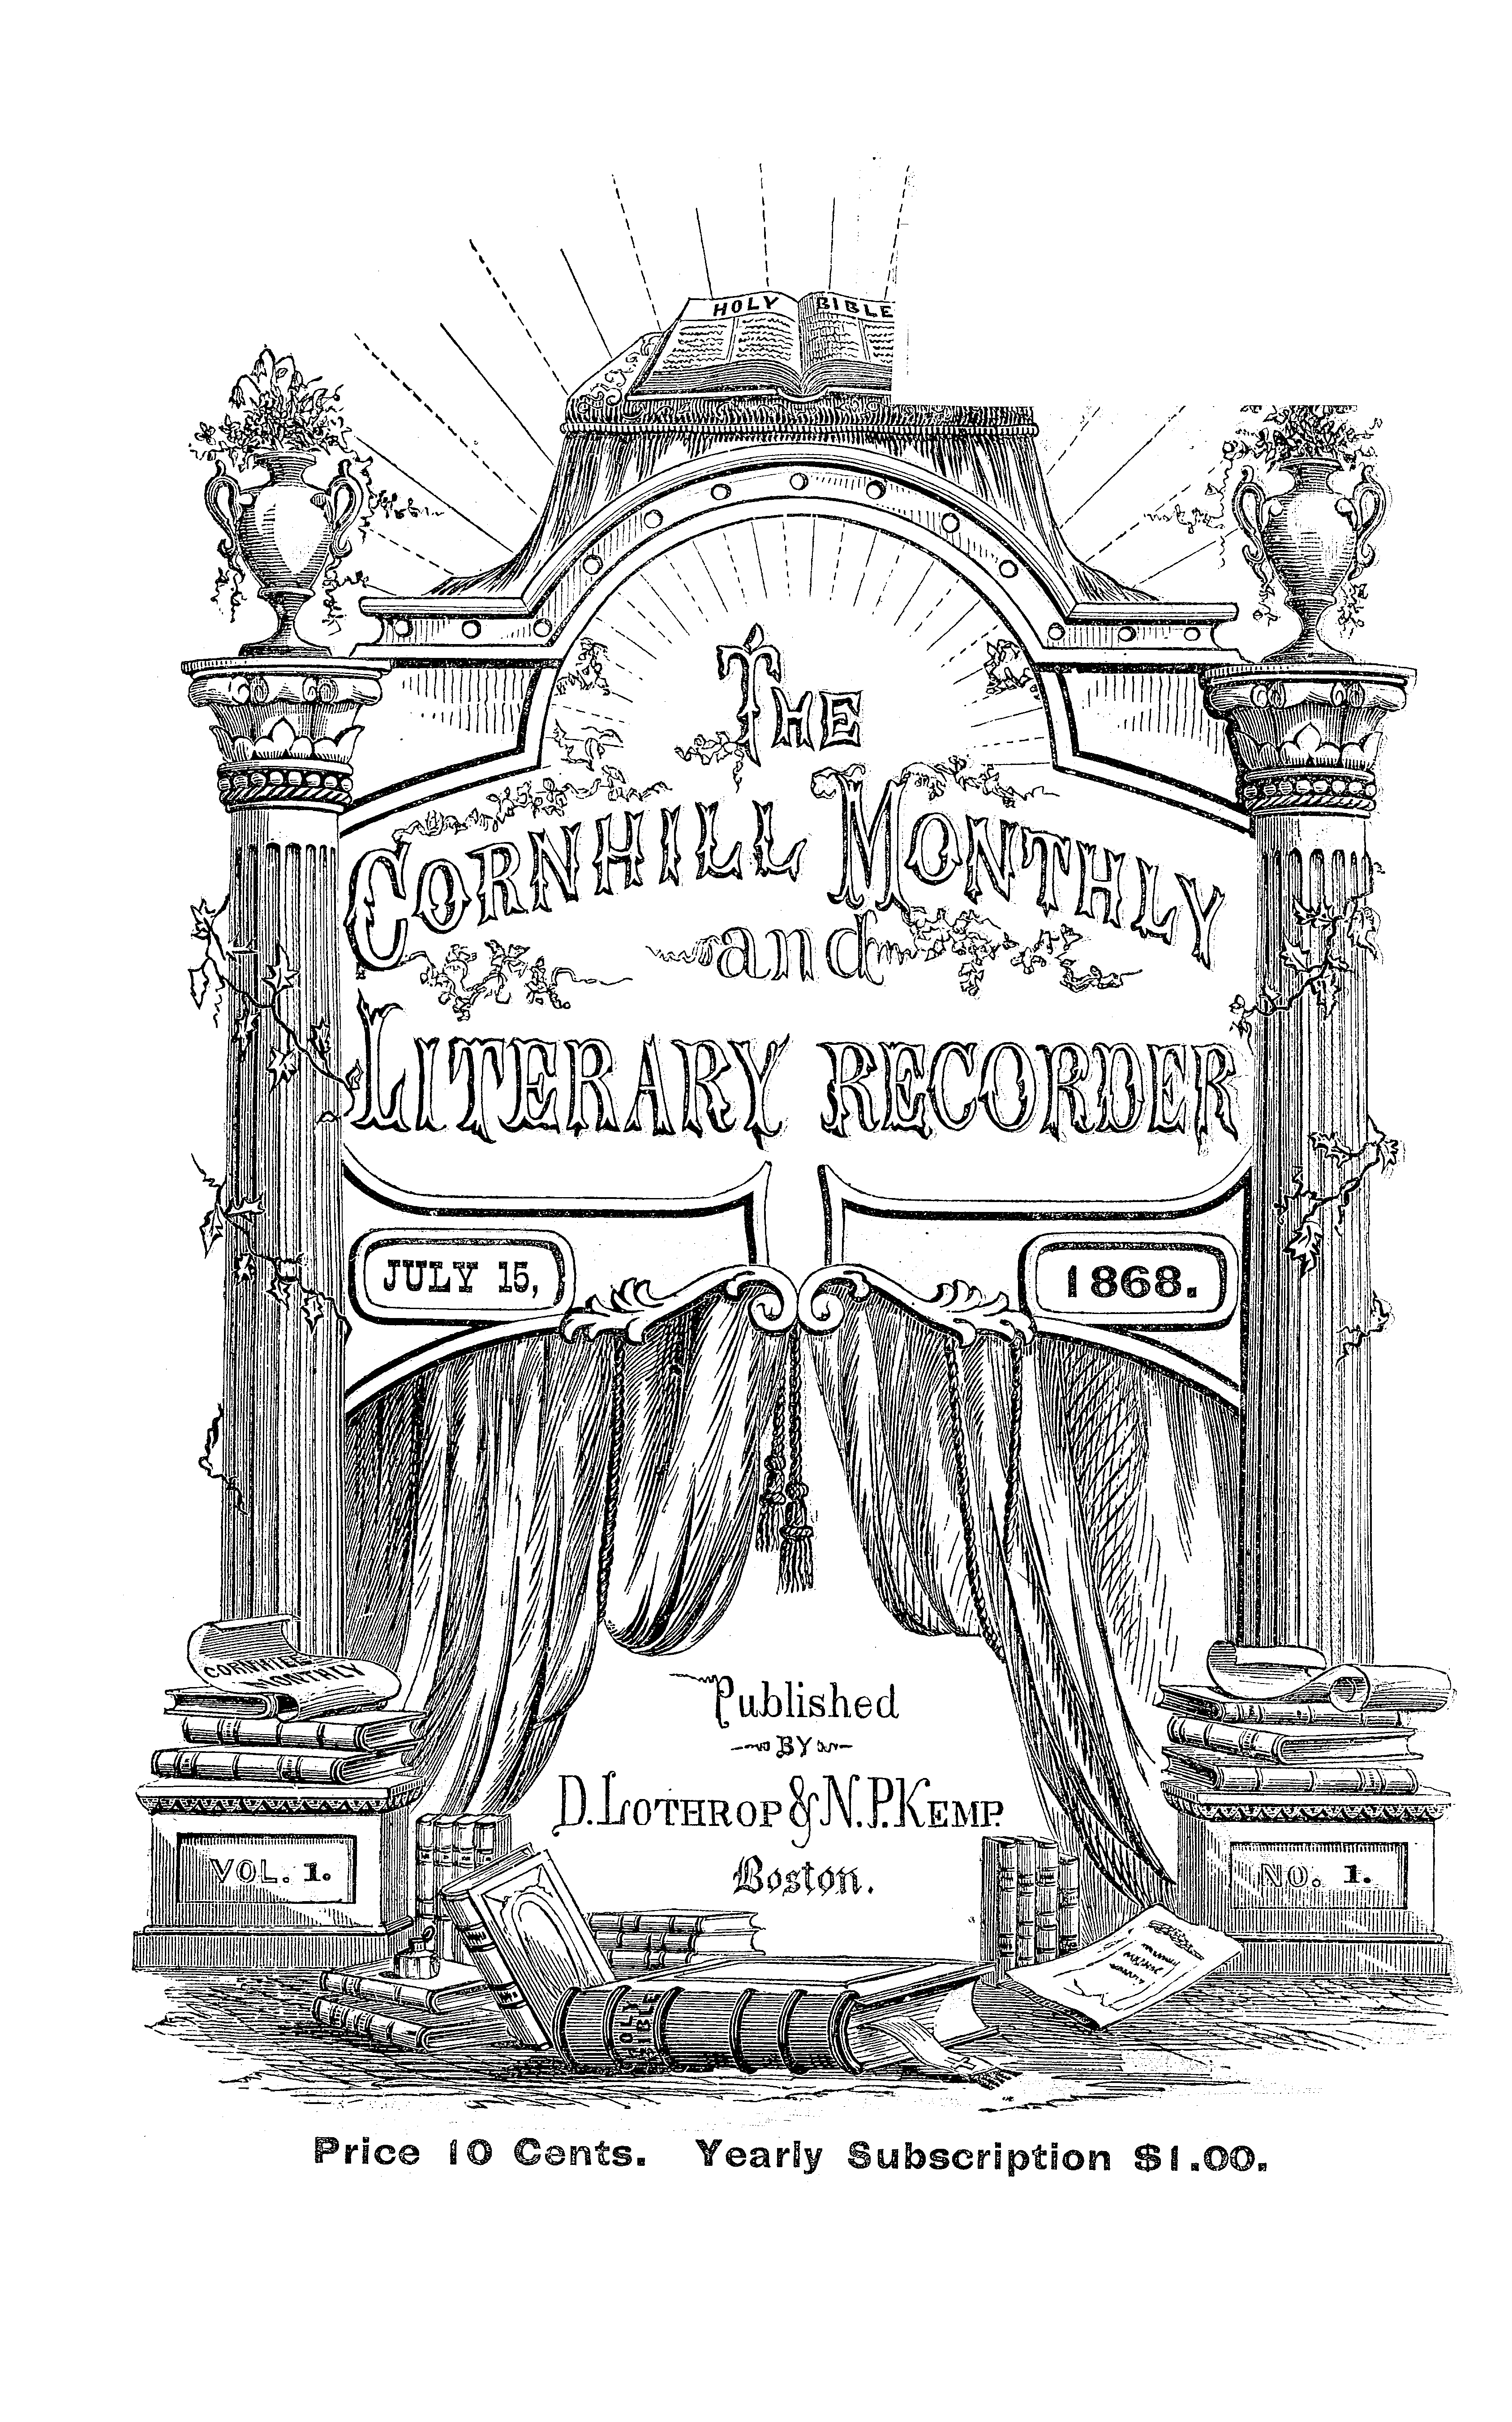 HOLY BIBLE
THE
CORNHILL MONTHLY
and
LITERARY RECORDER
JULY 15,
1868.
CORNHILL
MONTHLY
Published
BY
D. LOTHROP & N. P. KEMP.
Boston.
VOL. 1.
NO. 1.
HOLY
BIBLE
Price 10 Cents. Yearly Subscription $1.00.